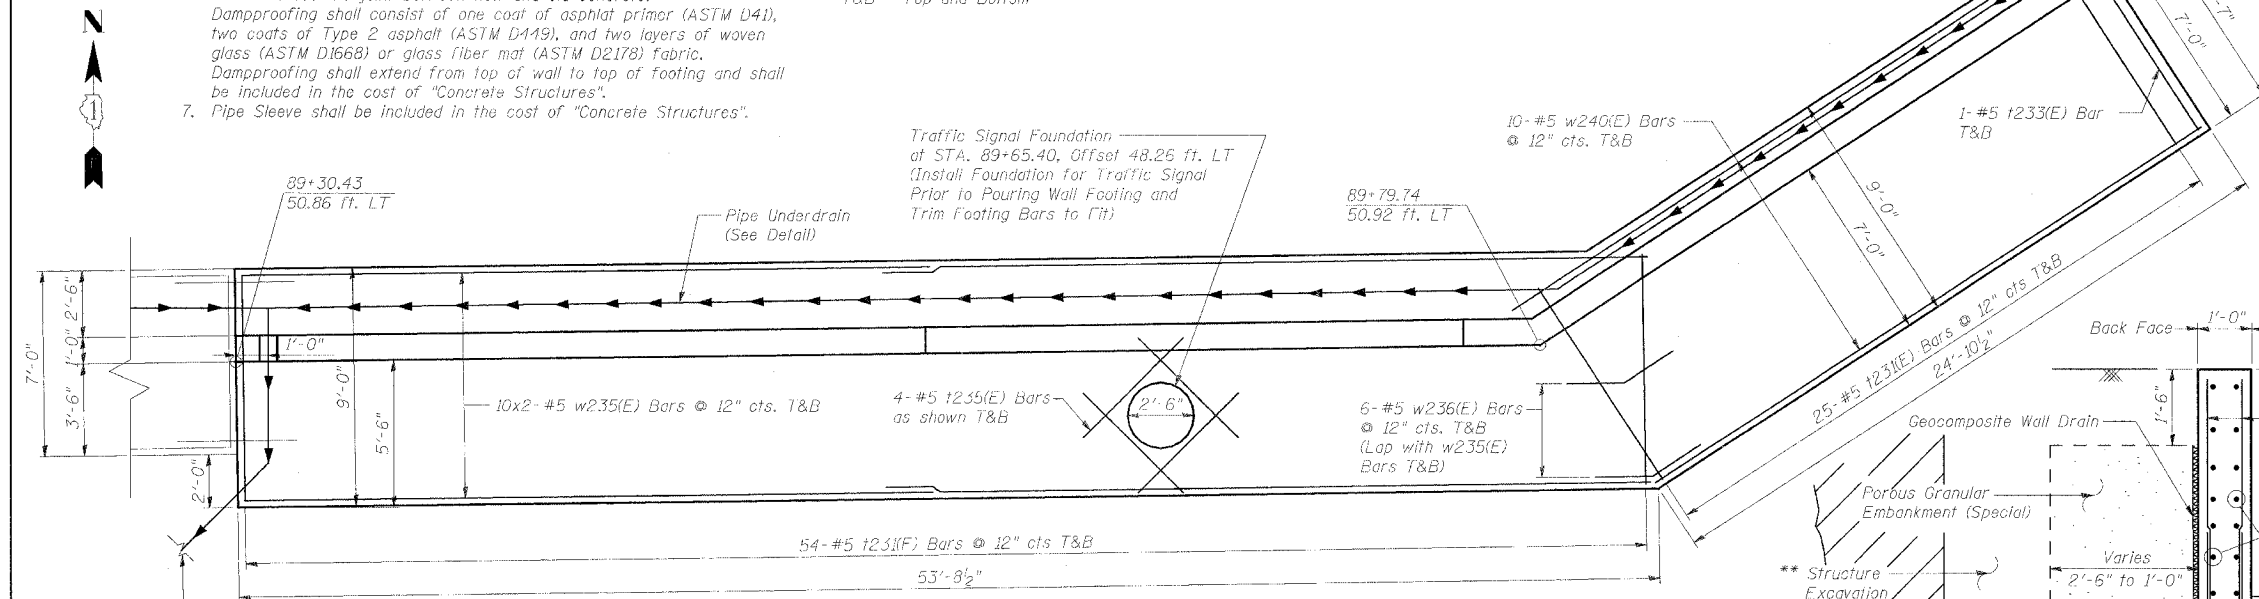 Dampproofing shall consist of one coat of asphlat primer (ASTM D41),
two coats of Type 2 asphalt (ASTM D449), and two layers of woven
glass (ASTM D1668) or glass fiber mat (ASTM D2178) fabric.
Dampproofing shall extend from top of wall to top of footing and shall
be included in the cost of "Concrete Structures".
7. Pipe Sleeve shall be included in the cost of "Concrete Structures".
T&B Top and Bottom
N
1
89+30.43
50.86 ft. LT
Pipe Underdrain
(See Detail)
Traffic Signal Foundation
at STA. 89+65.40, Offset 48.26 ft. LT
(Install Foundation for Traffic Signal
Prior to Pouring Wall Footing and
Trim Footing Bars to Fit)
89+79.74
50.92 ft. LT
10-#5 w240(E) Bars
@ 12" cts. T&B
1-#5 t233(E) Bar
T&B
7'-0"
9'-0"
7'-0"
7'-0"
2'-6"
1'-0"
3'-6"
2'-0"
1'-0"
9'-0"
5'-6"
10x2-#5 w235(E) Bars @ 12" cts. T&B
4-#5 t235(E) Bars
as shown T&B
2'-6"
6-#5 w236(E) Bars
@ 12" cts. T&B
(Lap with w235(E)
Bars T&B)
25-#5 t231(E) Bars @ 12" cts T&B
24'-10½"
54-#5 t231(E) Bars @ 12" cts T&B
53'-8½"
Back Face
1'-0"
1'-6"
Geocomposite Wall Drain
Porous Granular
Embankment (Special)
** Structure
Excavation
Varies
2'-6" to 1'-0"